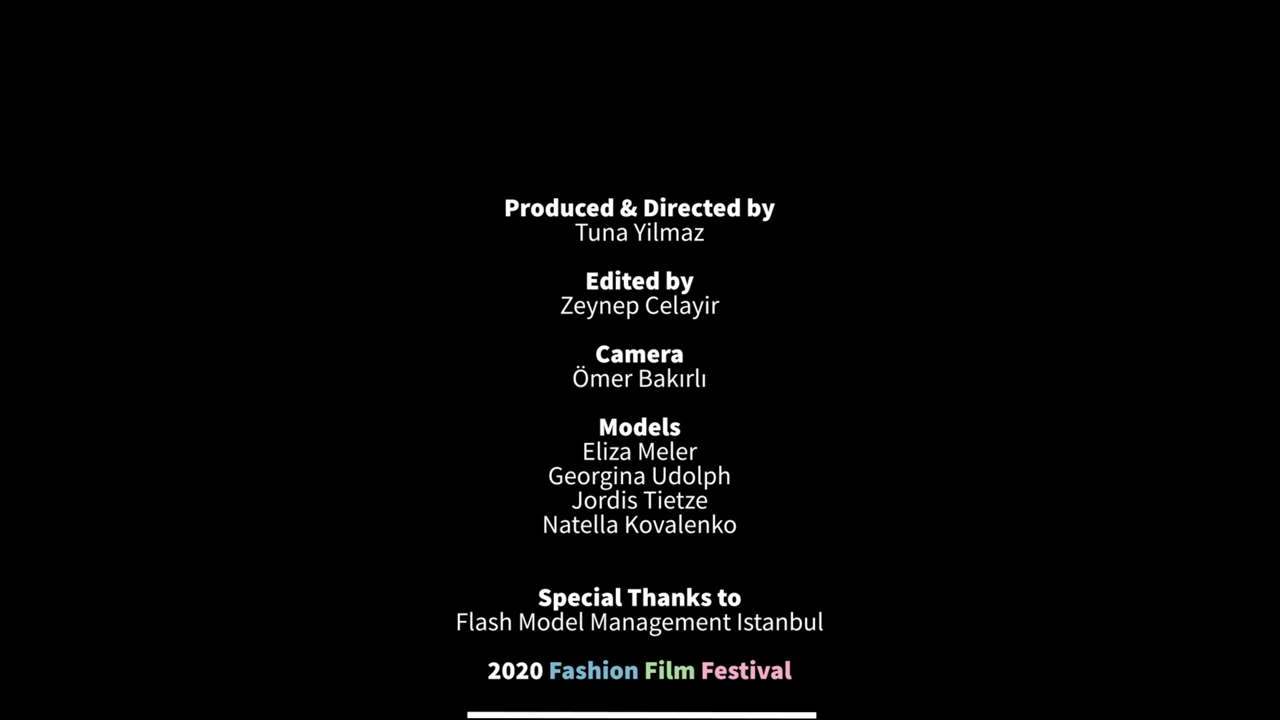 Produced & Directed by
Tuna Yilmaz
Edited by
Zeynep Celayir
Camera
Ömer Bakırlı
Models
Eliza Meler
Georgina Udolph
Jordis Tietze
Natella Kovalenko
Special Thanks to
Flash Model Management Istanbul
2020 Fashion Film Festival